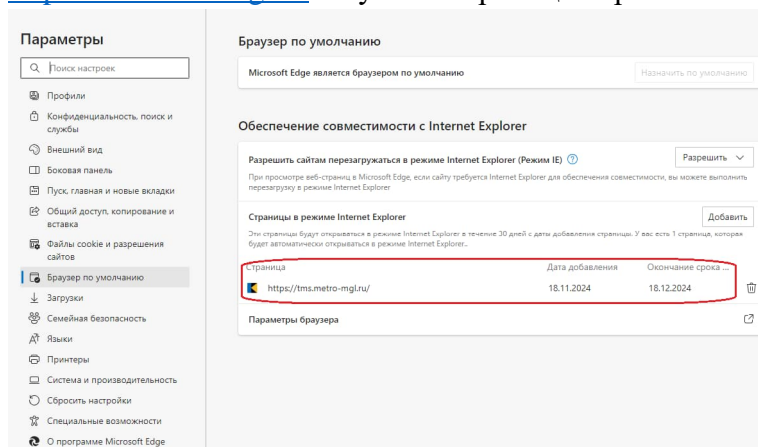 Параметры
Поиск настроек
Профили
Конфиденциальность, поиск и
службы
Внешний вид
Боковая панель
Пуск, главная и новые вкладки
Общий доступ, копирование и
вставка
Файлы cookie и разрешения
сайтов
Браузер по умолчанию
Загрузки
Семейная безопасность
Языки
Принтеры
Система и производительность
Сбросить настройки
Специальные возможности
О программе Microsoft Edge
Браузер по умолчанию
Microsoft Edge является браузером по умолчанию
Назначить по умолчанию
Обеспечение совместимости с Internet Explorer
Разрешить сайтам перезагружаться в режиме Internet Explorer (Режим IE)
Разрешить
При просмотре веб-страниц в Microsoft Edge, если сайту требуется Internet Explorer для обеспечения совместимости, вы можете выполнить
перезагрузку в режиме Internet Explorer
Страницы в режиме Internet Explorer
Добавить
Эти страницы будут открываться в режиме Internet Explorer в течение 30 дней с даты добавления страницы. У вас есть 1 страница, которая
будет автоматически открываться в режиме Internet Explorer..
Страница Дата добавления Окончание срока ...
https://tms.metro-mgl.ru/ 18.11.2024 18.12.2024
Параметры браузера